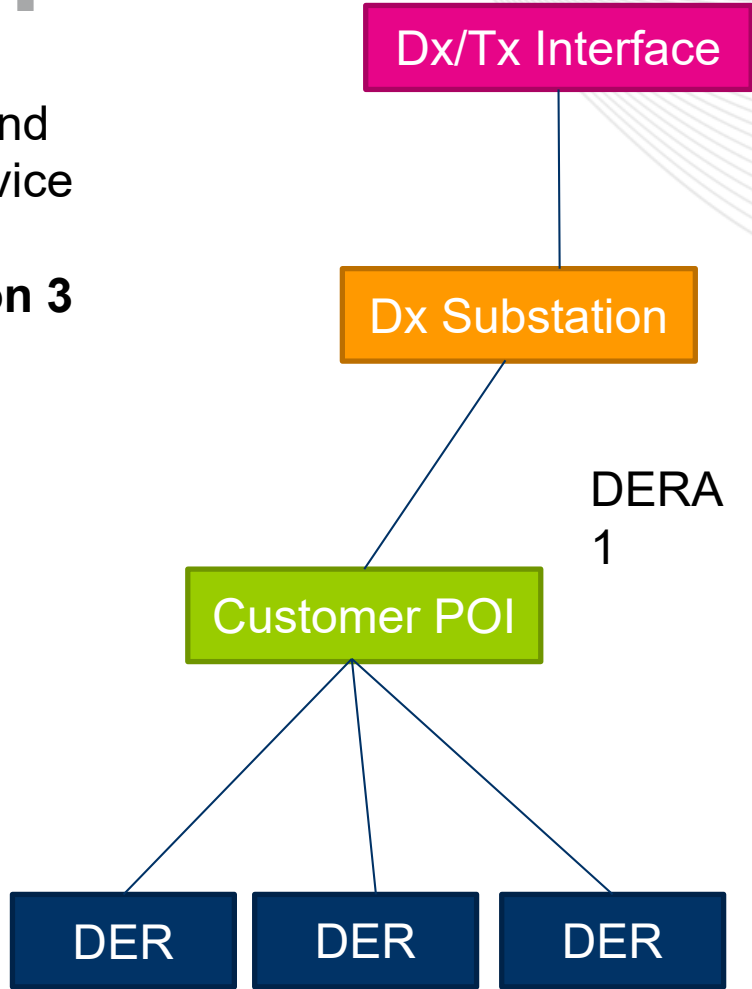 Dx/Tx Interface
nd
vice
on 3
Dx Substation
DERA
1
Customer POI
DER
DER
DER